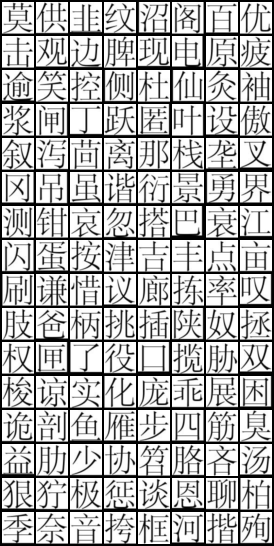 莫供韭纹沼阁百优
击观边脾现电原疲
逾笑控侧杜仙灸袖
浆闸丁跃匿叶设傲
叙泻茴离那栈垄叉
冈吊虽谐衍景勇界
测钳哀忽搭巴衰江
闪蛋按津古丰点亩
刷谦惜议廊拣率叹
肢爸柄挑插陕奴拯
权匣了役口揽胁双
梭谅实化庞乖展困
诡剖鱼雁步四筋臭
益肋少协笤胳吝汤
狠狞极惩谈恩聊柏
季奈音挎框河揩殉